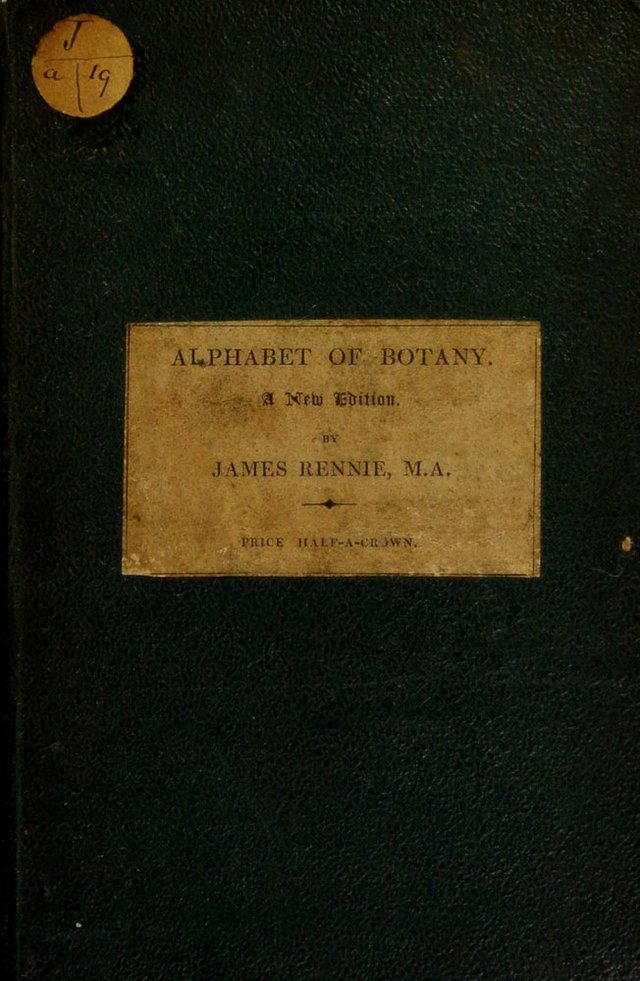 J
a 19
ALPHABET OF BOTANY.
A New Edition.
BY
JAMES RENNIE, M.A.
PRICE HALF-A-CROWN.